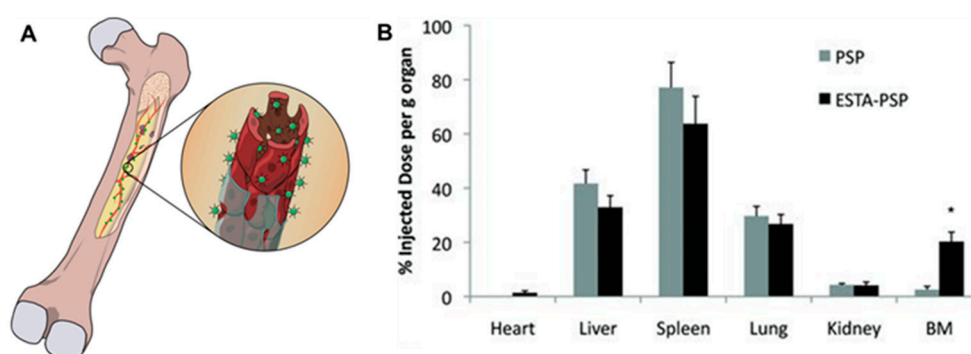 A
B
% Injected Dose per g organ
100
80
60
40
20
0
PSP
ESTA-PSP
*
Heart Liver Spleen Lung Kidney BM